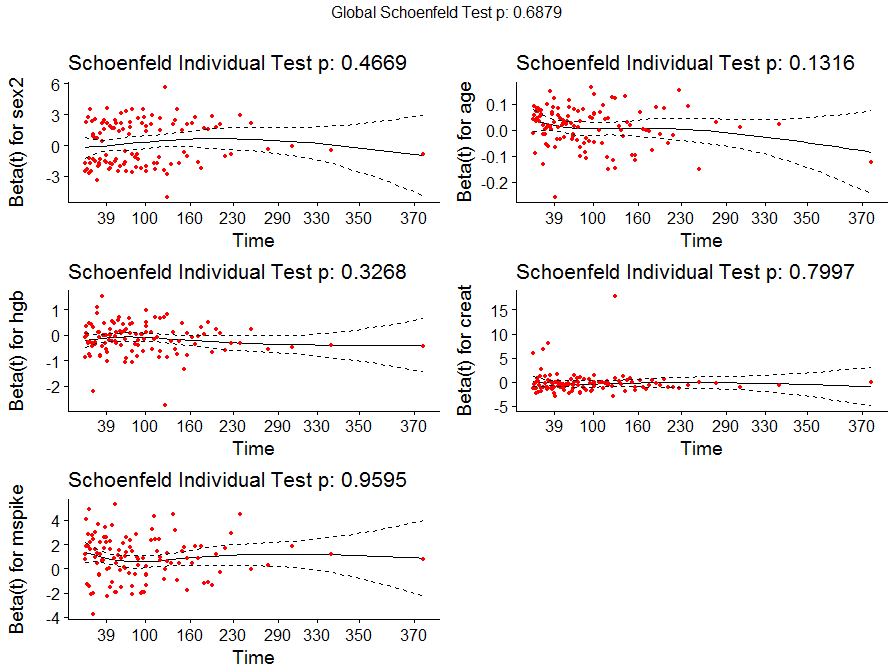 Global Schoenfeld Test p: 0.6879
Schoenfeld Individual Test p: 0.4669
Beta(t) for sex2
6
3
0
-3
39 100 160 230 290 330 350 370
Time
Schoenfeld Individual Test p: 0.1316
Beta(t) for age
0.1
0.0
-0.1
-0.2
39 100 160 230 290 330 350 370
Time
Schoenfeld Individual Test p: 0.3268
Beta(t) for hgb
1
0
-1
-2
39 100 160 230 290 330 350 370
Time
Schoenfeld Individual Test p: 0.7997
Beta(t) for creat
15
10
5
0
-5
39 100 160 230 290 330 350 370
Time
Schoenfeld Individual Test p: 0.9595
Beta(t) for mspike
4
2
0
-2
-4
39 100 160 230 290 330 350 370
Time